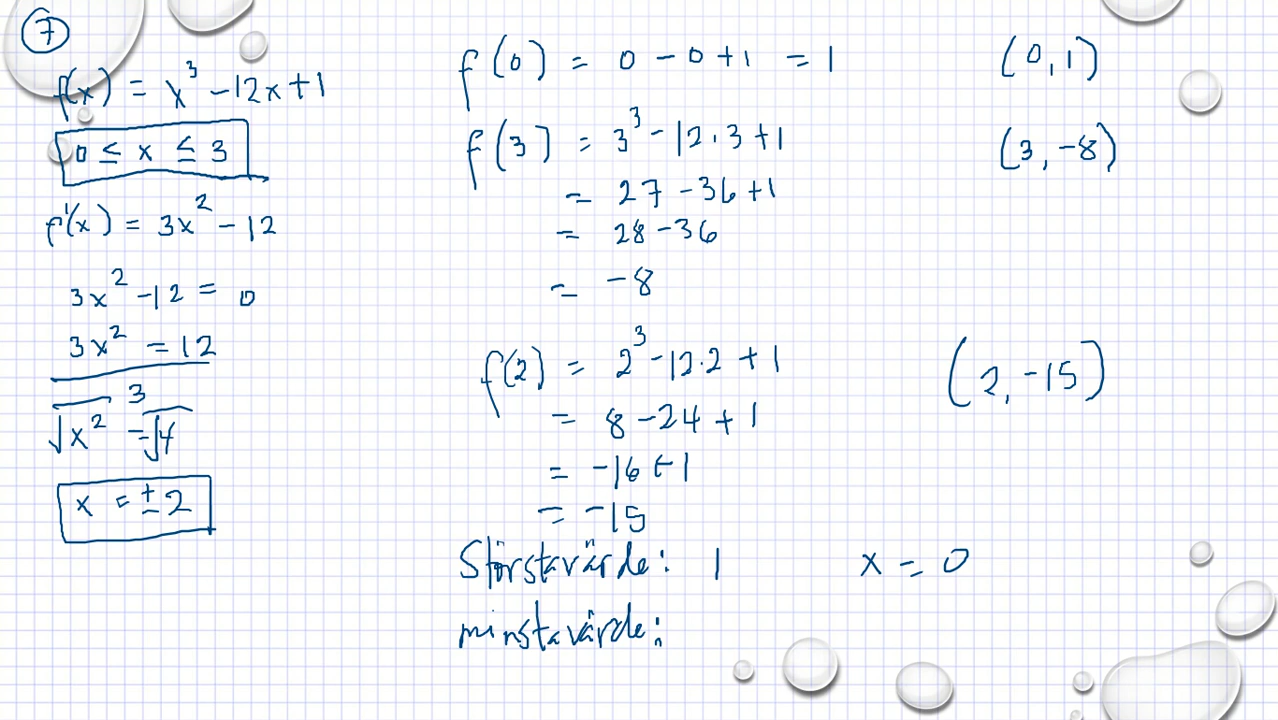 7
f(x) = x³ - 12x + 1
0 ≤ x ≤ 3
f'(x) = 3x² - 12
3x² - 12 = 0
3x² = 12
3
√x² = √4
x = ± 2
f(0) = 0 - 0 + 1 = 1
f(3) = 3³ - 12 · 3 + 1
= 27 - 36 + 1
= 28 - 36
= -8
f(2) = 2³ - 12 · 2 + 1
= 8 - 24 + 1
= -16 + 1
= -15
Störstavärde: 1 x = 0
minstavärde:
(0, 1)
(3, -8)
(2, -15)